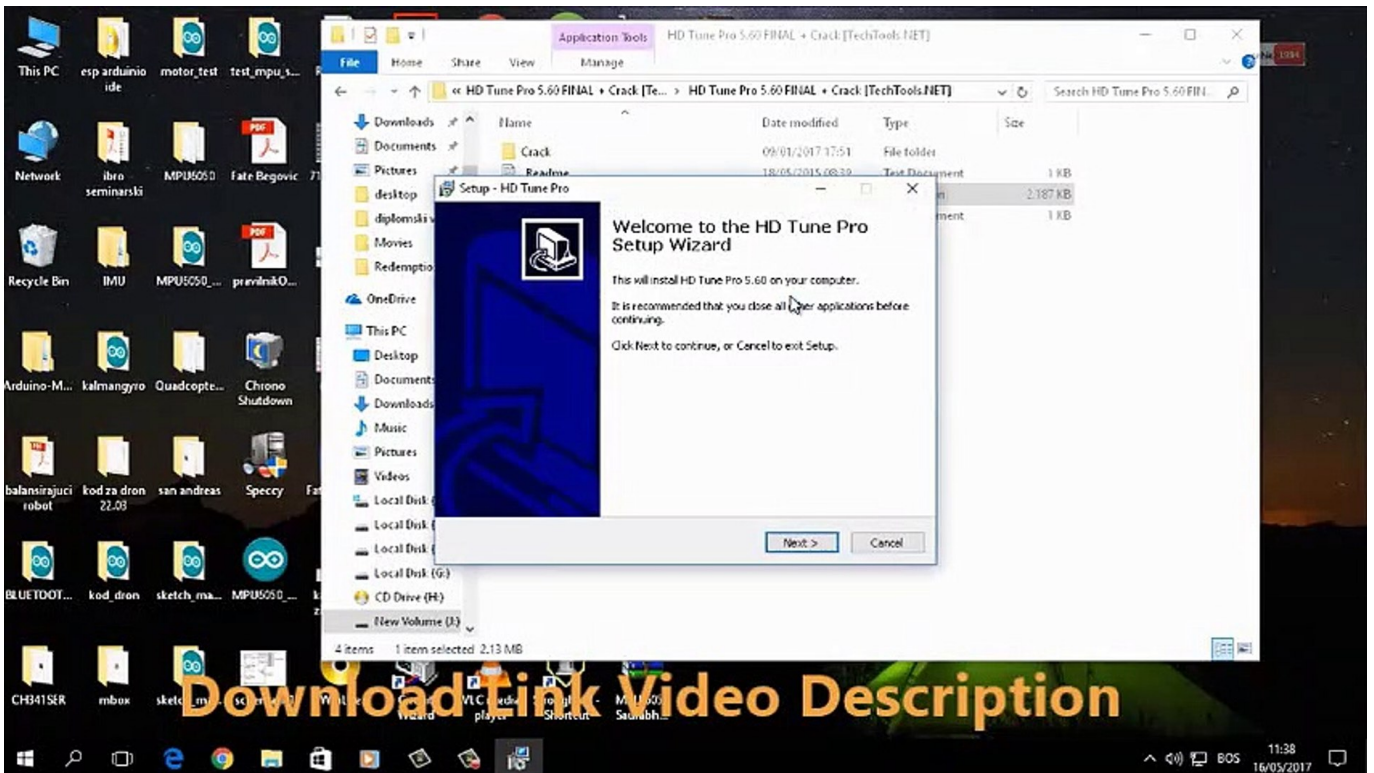 Application Tools
HD Tune Pro 5.60 FINAL + Crack [TechTools.NET]
File
Home
Share
View
Manage
« HD Tune Pro 5.60 FINAL + Crack [Te... > HD Tune Pro 5.60 FINAL + Crack [TechTools.NET]
Search HD Tune Pro 5.60 FIN...
Name
Date modified
Type
Size
Crack
09/01/2017 17:51
File folder
Readme
18/05/2015 08:39
Text Document
1 KB
2.187 KB
1 KB
Downloads
Documents
Pictures
desktop
diplomski
Movies
Redemptio
OneDrive
This PC
Desktop
Documents
Downloads
Music
Pictures
Videos
Local Disk
Local Disk
Local Disk
Local Disk (G:)
CD Drive (H:)
New Volume (J:)
4 items
1 item selected 2.13 MB
Setup - HD Tune Pro
Welcome to the HD Tune Pro
Setup Wizard
This will install HD Tune Pro 5.60 on your computer.
It is recommended that you close all other applications before
continuing.
Click Next to continue, or Cancel to exit Setup.
Next >
Cancel
This PC
esp arduinio
ide
motor_test
test_mpu_s...
Network
ibro
seminarski
MPU6050
Fate Begovic
Recycle Bin
IMU
MPU6050_...
pravilnikO...
Arduino-M...
kalmangyro
Quadcopte...
Chrono
Shutdown
balansirajuci
robot
kod za dron
22.03
san andreas
Speccy
BLUETOOT...
kod_dron
sketch_ma...
MPU6050_...
CH341SER
mbox
Download Link Video Description
BOS
11:38
16/05/2017